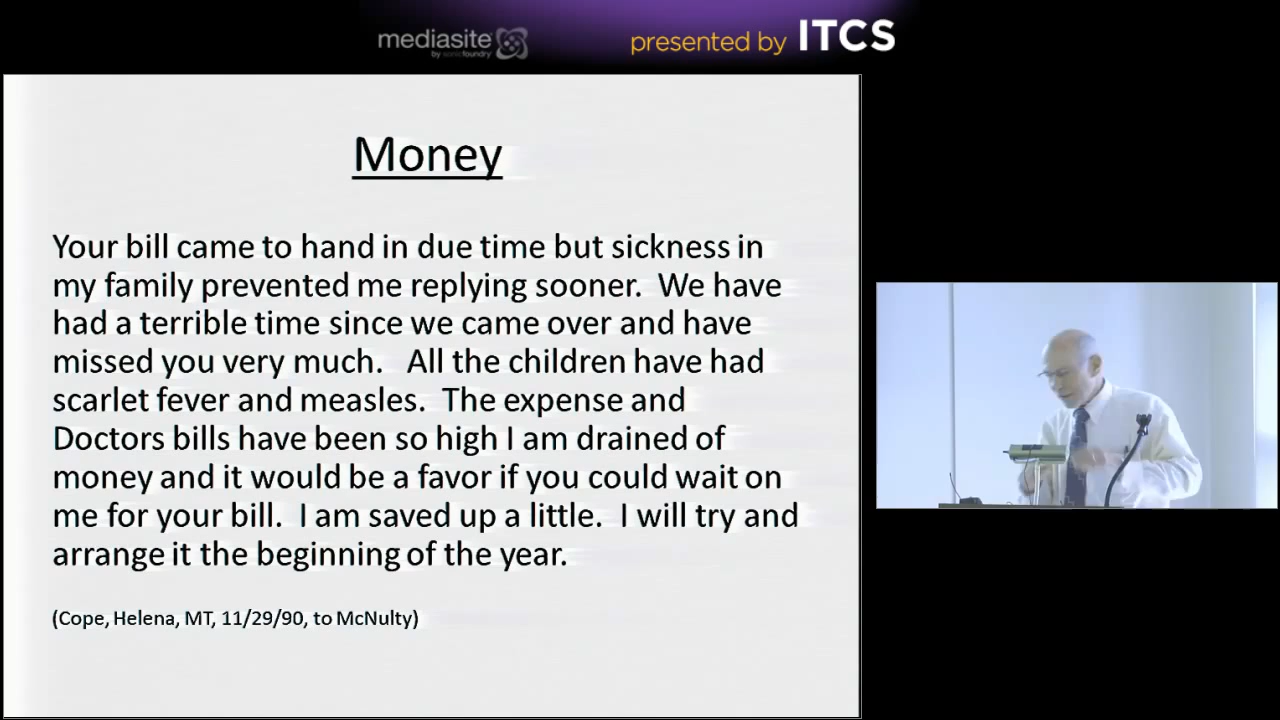 mediasite
by sonicfoundry
presented by ITCS
Money
Your bill came to hand in due time but sickness in
my family prevented me replying sooner.  We have
had a terrible time since we came over and have
missed you very much.   All the children have had
scarlet fever and measles.  The expense and
Doctors bills have been so high I am drained of
money and it would be a favor if you could wait on
me for your bill.  I am saved up a little.  I will try and
arrange it the beginning of the year.
(Cope, Helena, MT, 11/29/90, to McNulty)